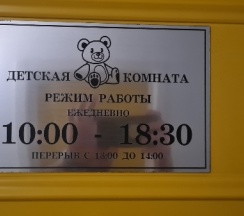 ДЕТСКАЯ КОМНАТА
РЕЖИМ РАБОТЫ
ЕЖЕДНЕВНО
10:00 - 18:30
ПЕРЕРЫВ С 13:00 ДО 14:00